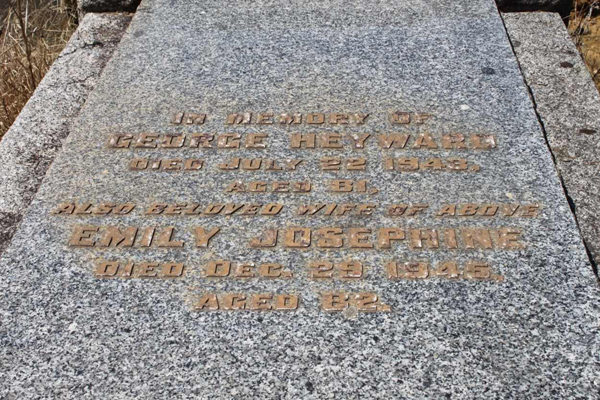 IN MEMORY OF
GEORGE HEYWARD
DIED JULY 22 1943,
AGED 81,
ALSO BELOVED WIFE OF ABOVE
EMILY JOSEPHINE
DIED DEC. 29 1945.
AGED 82.